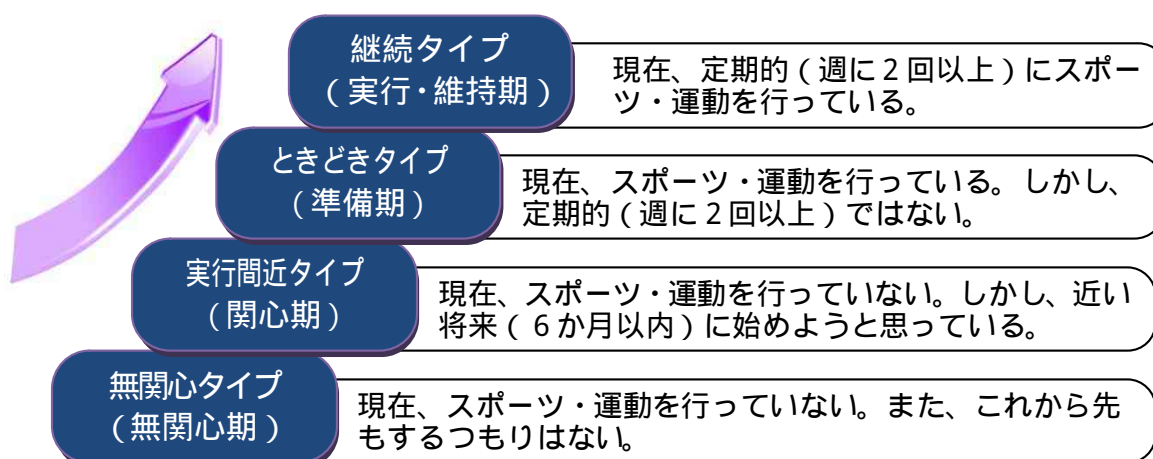 継続タイプ
（実行・維持期）
現在、定期的（週に２回以上）にスポー
ツ・運動を行っている。
ときどきタイプ
（準備期）
現在、スポーツ・運動を行っている。しかし、
定期的（週に２回以上）ではない。
実行間近タイプ
（関心期）
現在、スポーツ・運動を行っていない。しかし、近い
将来（６か月以内）に始めようと思っている。
無関心タイプ
（無関心期）
現在、スポーツ・運動を行っていない。また、これから先
もするつもりはない。